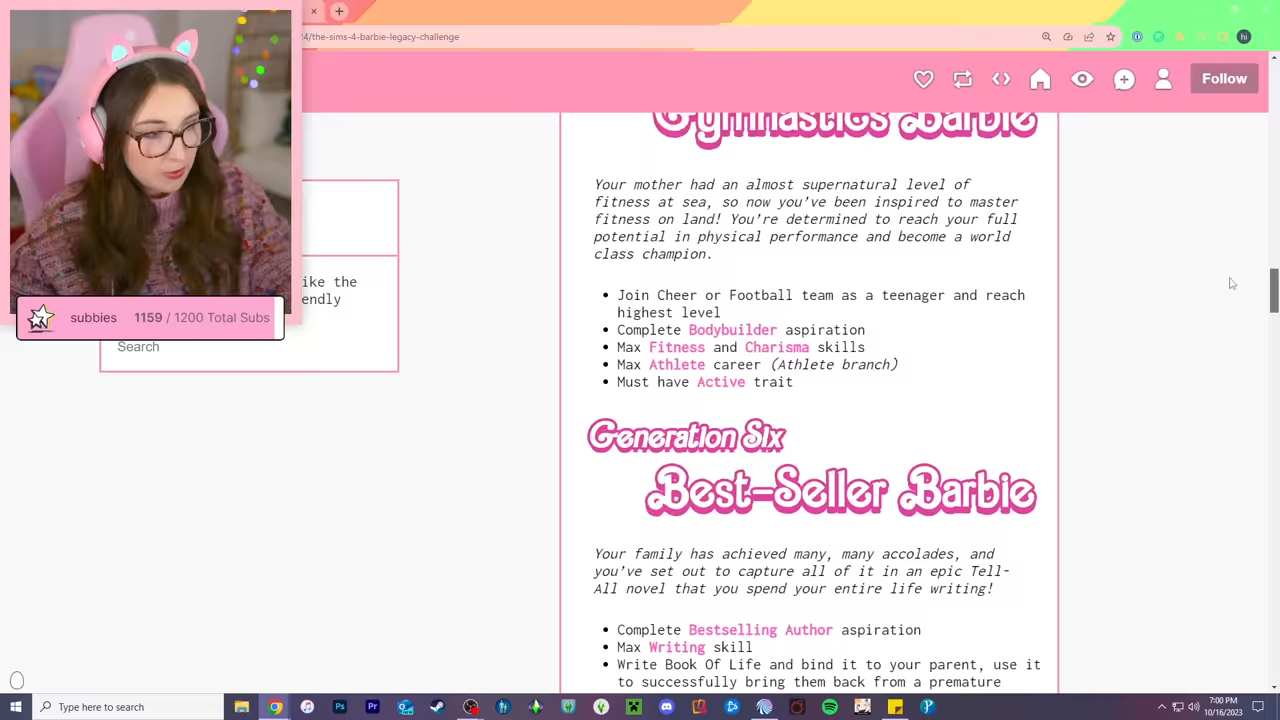 24/the-sims-4-barbie-legacy-challenge
hi
Follow
Gymnastics Barbie
Your mother had an almost supernatural level of
fitness at sea, so now you've been inspired to master
fitness on land! You're determined to reach your full
potential in physical performance and become a world
class champion.
ike the
endly
subbies 1159 / 1200 Total Subs
Search
• Join Cheer or Football team as a teenager and reach
highest level
• Complete Bodybuilder aspiration
• Max Fitness and Charisma skills
• Max Athlete career (Athlete branch)
• Must have Active trait
Generation Six
Best-Seller Barbie
Your family has achieved many, many accolades, and
you've set out to capture all of it in an epic Tell-
All novel that you spend your entire life writing!
• Complete Bestselling Author aspiration
• Max Writing skill
• Write Book Of Life and bind it to your parent, use it
to successfully bring them back from a premature
Type here to search
7:00 PM
10/16/2023